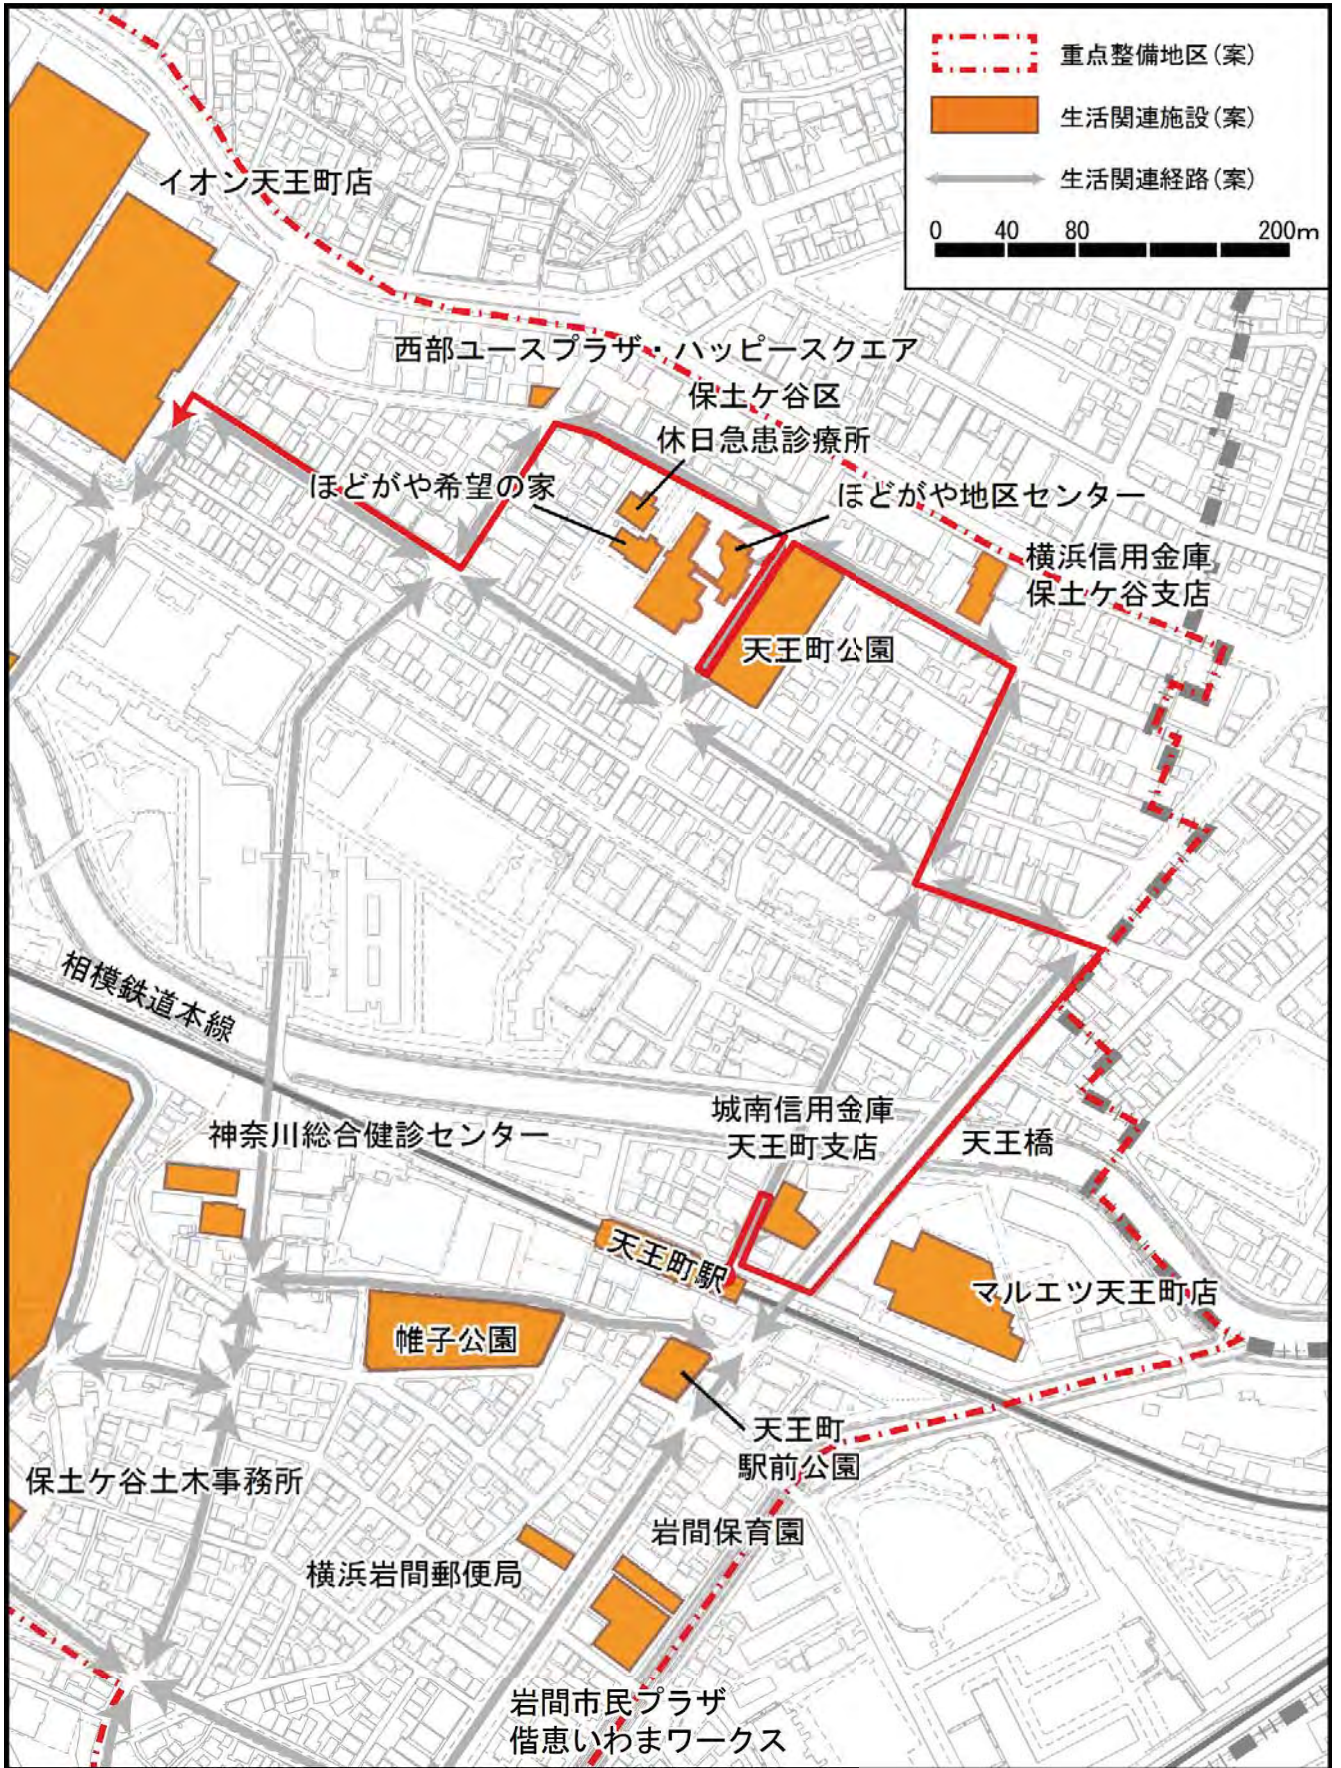 重点整備地区(案)
生活関連施設(案)
生活関連経路(案)
0 40 80 200m
イオン天王町店
西部ユースプラザ・ハッピースクエア
保土ケ谷区
休日急患診療所
ほどがや希望の家
ほどがや地区センター
横浜信用金庫
保土ケ谷支店
天王町公園
相模鉄道本線
城南信用金庫
天王町支店
天王橋
神奈川総合健診センター
天王町駅
マルエツ天王町店
帷子公園
天王町
駅前公園
保土ケ谷土木事務所
岩間保育園
横浜岩間郵便局
岩間市民プラザ
偕恵いわまワークス